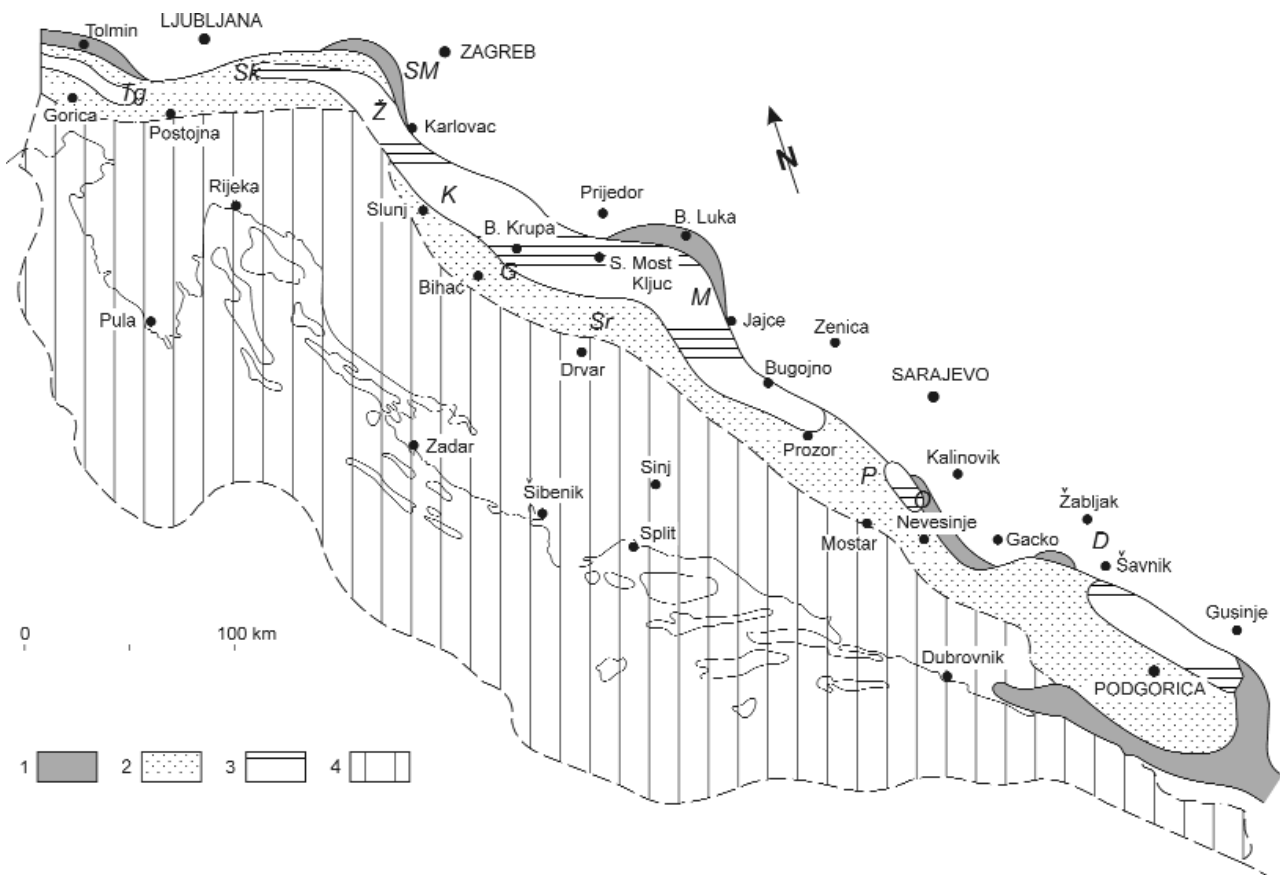 LJUBLJANA
Tolmin
ZAGREB
SM
Sk
Tg
Ž
Gorica
Postojna
Karlovac
N
Rijeka
Prijedor
K
Slunj
B. Luka
B. Krupa
S. Most
G
Kljuc
Bihać
M
Pula
Sr
Jajce
Zenica
Drvar
Bugojno
SARAJEVO
Zadar
Prozor
Sinj
P
Kalinovik
Šibenik
O
Žabljak
Nevesinje
Mostar
Split
Gacko
D
Šavnik
Gusinje
0 100 km
Dubrovnik
PODGORICA
1 2 3 4